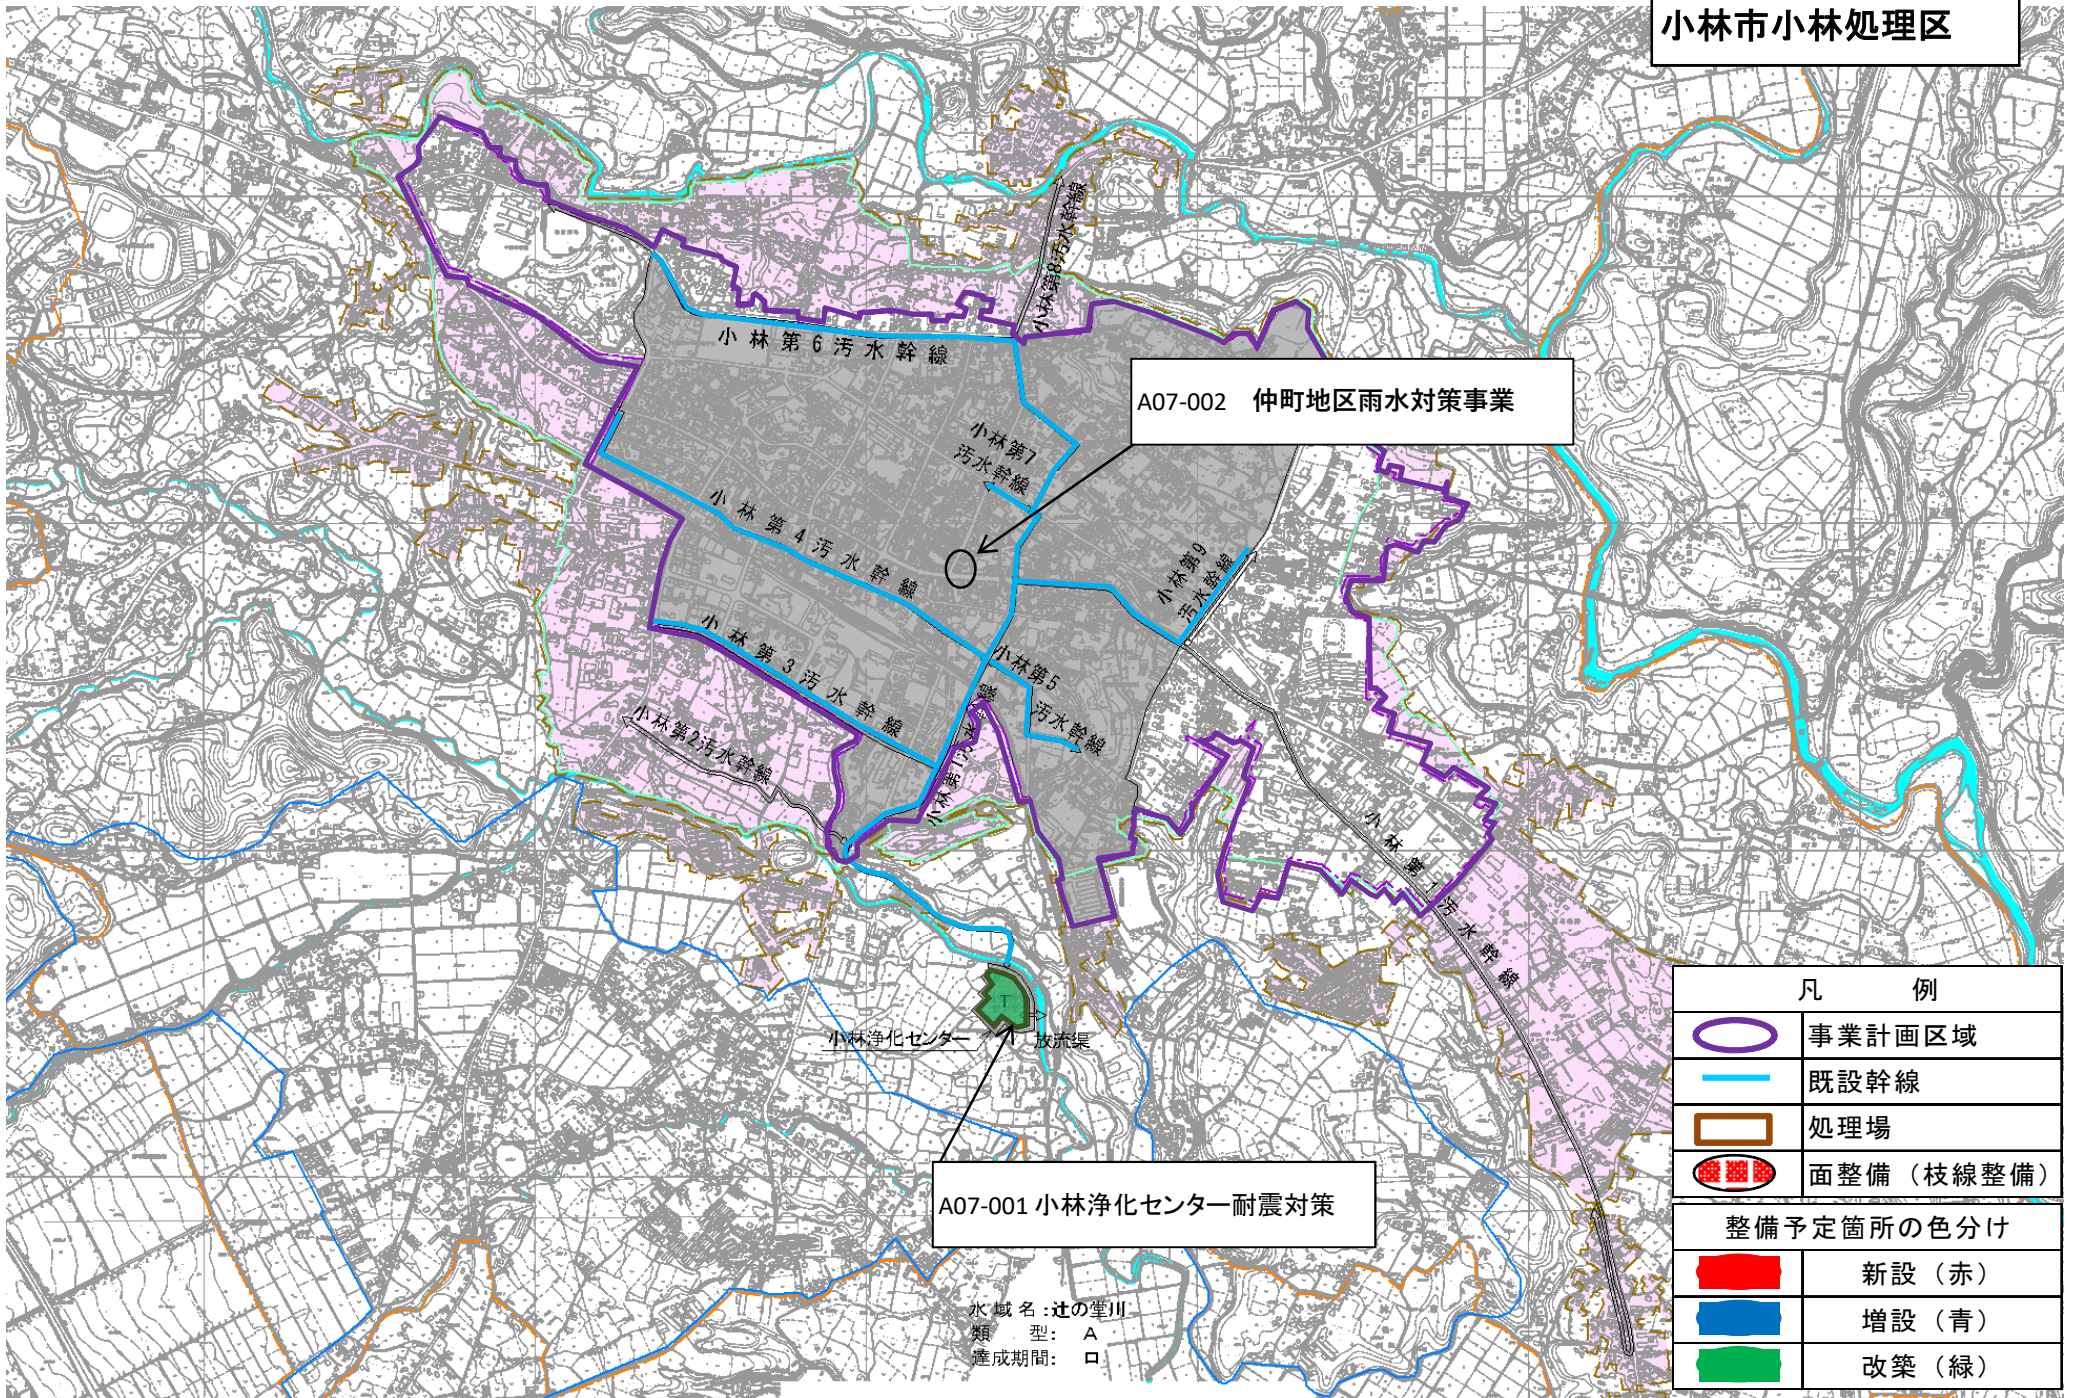 小林市小林処理区
小林第8汚水幹線
小林第6汚水幹線
A07-002 仲町地区雨水対策事業
小林第7
汚水幹線
小林第4汚水幹線
小林第9
汚水幹線
小林第3汚水幹線
小林第5
汚水幹線
小林第2汚水幹線
小林第1汚水幹線
小林第1汚水幹線
T
小林浄化センター
放流渠
A07-001 小林浄化センター耐震対策
水域名:辻の堂川
類型: A
達成期間: ロ
凡例
事業計画区域
既設幹線
処理場
面整備(枝線整備)
整備予定箇所の色分け
新設(赤)
増設(青)
改築(緑)